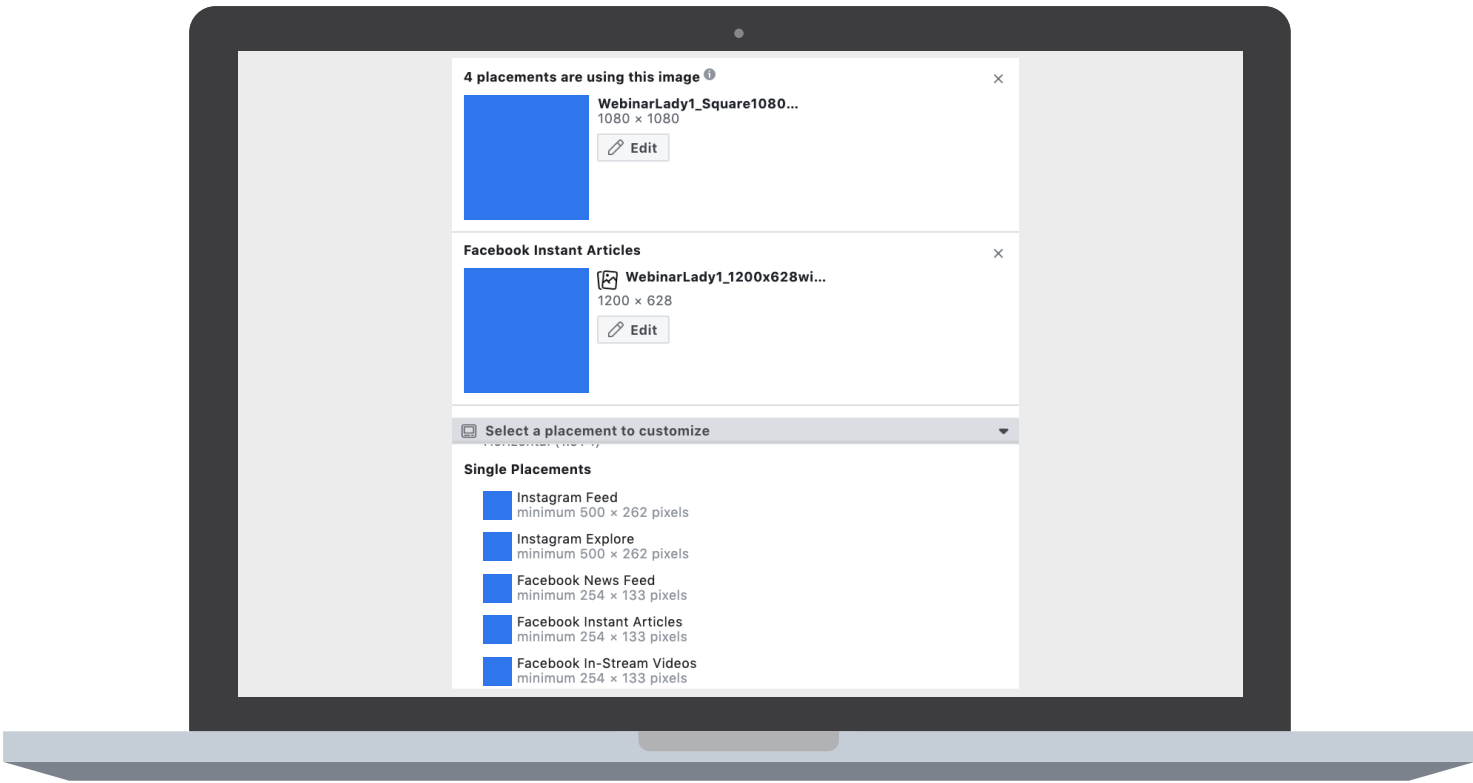 4 placements are using this image
WebinarLady1_Square1080...
1080 × 1080
Edit
Facebook Instant Articles
WebinarLady1_1200x628wi...
1200 × 628
Edit
Select a placement to customize
Single Placements
Instagram Feed
minimum 500 × 262 pixels
Instagram Explore
minimum 500 × 262 pixels
Facebook News Feed
minimum 254 × 133 pixels
Facebook Instant Articles
minimum 254 × 133 pixels
Facebook In-Stream Videos
minimum 254 × 133 pixels